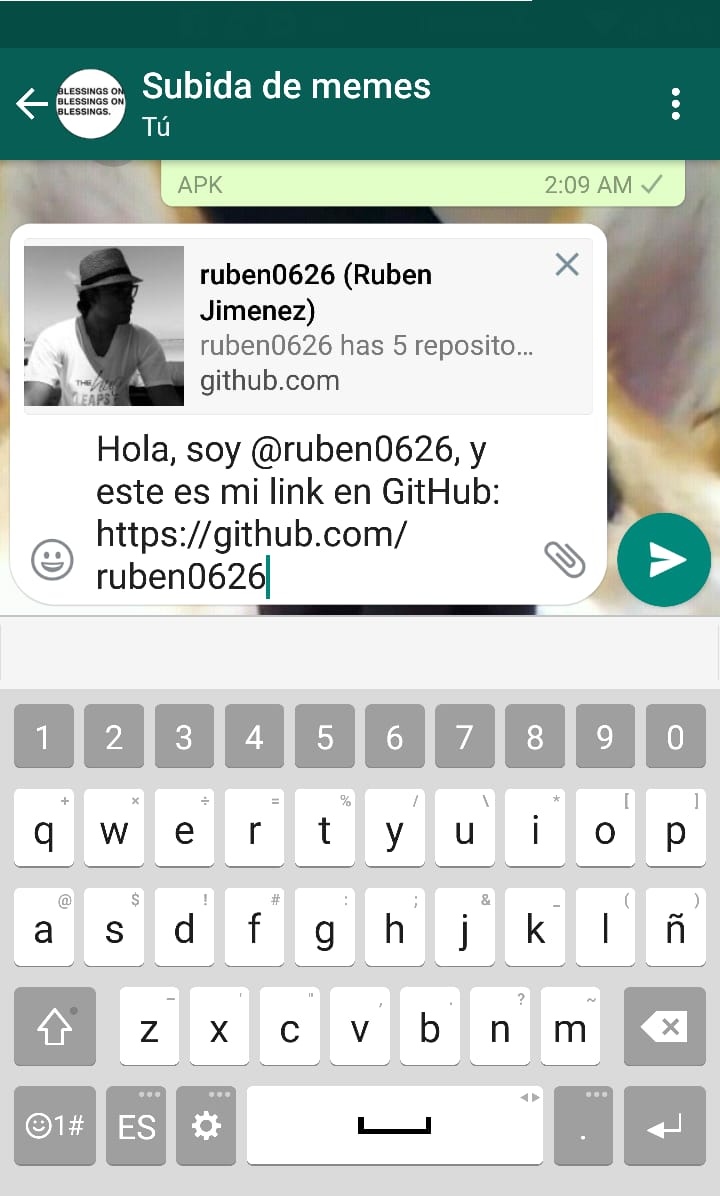 BLESSINGS ON
BLESSINGS ON
BLESSINGS.
Subida de memes
Tú
APK 2:09 AM
ruben0626 (Ruben
Jimenez)
ruben0626 has 5 reposito...
github.com
THE
LEAPS
Hola, soy @ruben0626, y
este es mi link en GitHub:
https://github.com/
ruben0626
1 2 3 4 5 6 7 8 9 0
+ × ÷ = % / \ * [ ]
q w e r t y u i o p
@ $ ! # : ; & _ ( )
a s d f g h j k l ñ
– ' " , . ? ~
z x c v b n m
1# ES .